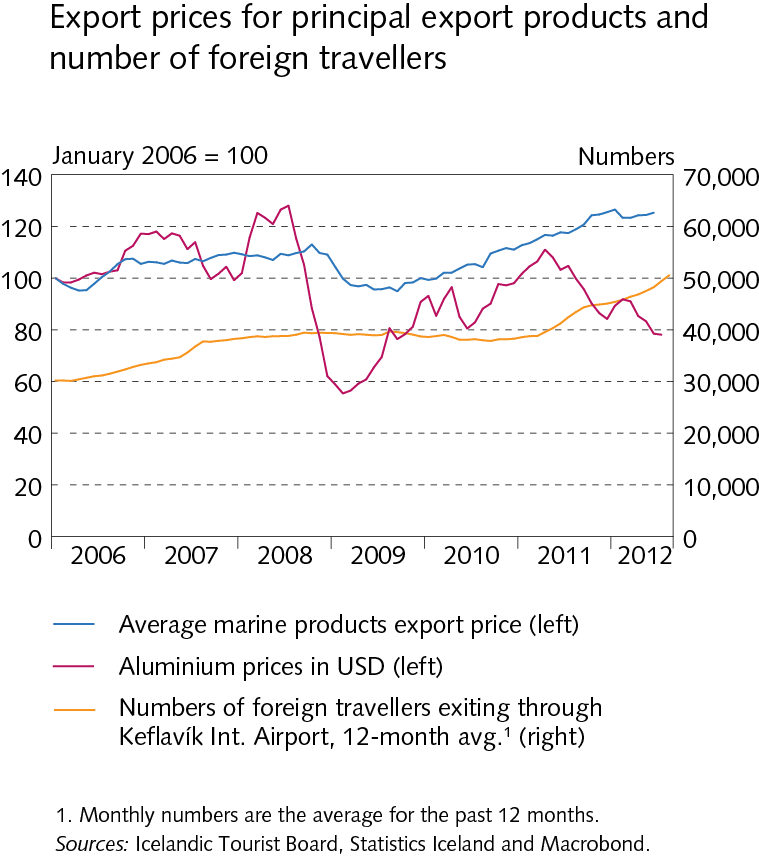 Export prices for principal export products and
number of foreign travellers
January 2006 = 100
Numbers
140 70,000
120 60,000
100 50,000
80 40,000
60 30,000
40 20,000
20 10,000
0 0
2006 2007 2008 2009 2010 2011 2012
Average marine products export price (left)
Aluminium prices in USD (left)
Numbers of foreign travellers exiting through
Keflavík Int. Airport, 12-month avg.¹ (right)
1. Monthly numbers are the average for the past 12 months.
Sources: Icelandic Tourist Board, Statistics Iceland and Macrobond.